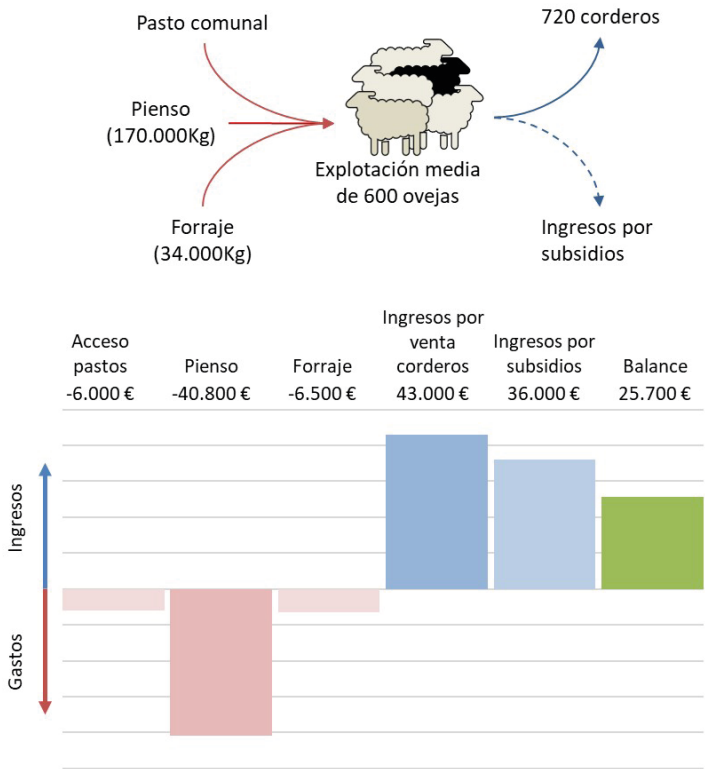 Pasto comunal
720 corderos
Pienso
(170.000Kg)
Explotación media
de 600 ovejas
Forraje
(34.000Kg)
Ingresos por
subsidios
Acceso
pastos
-6.000 €
Pienso
-40.800 €
Forraje
-6.500 €
Ingresos por
venta
corderos
43.000 €
Ingresos por
subsidios
36.000 €
Balance
25.700 €
Ingresos
Gastos